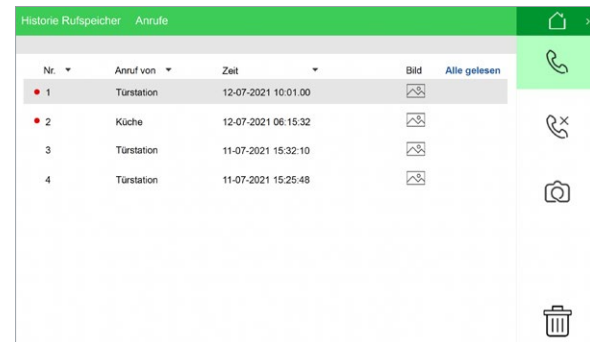 Historie Rufspeicher Anrufe
Nr. Anruf von Zeit Bild Alle gelesen
1 Türstation 12-07-2021 10:01.00
2 Küche 12-07-2021 06:15:32
3 Türstation 11-07-2021 15:32:10
4 Türstation 11-07-2021 15:25:48